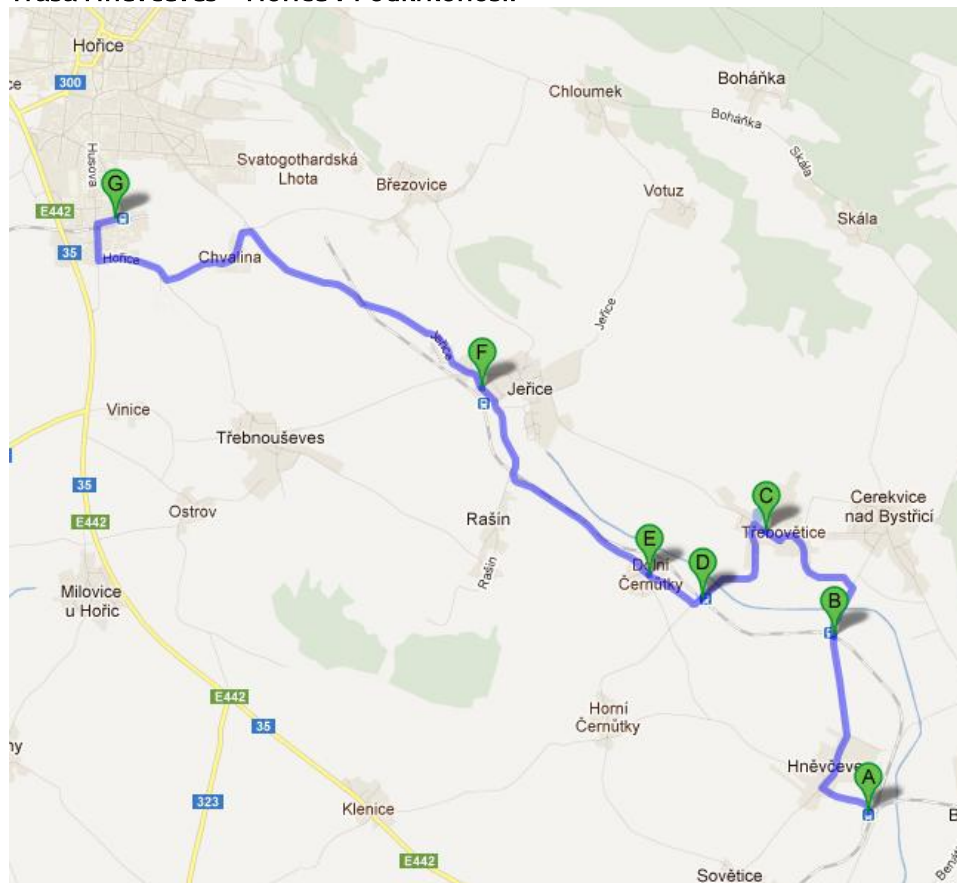 Hořice
300
Boháňka
Chloumek
Boháňka
Skála
Husova
Svatogothardská
Lhota
Březovice
Votuz
Skála
G
E442
35
Hořice
Chvalina
Jeřice
Jeřice
F
Jeřice
Vinice
Třebnouševes
35
Ostrov
E442
Rašín
Rašín
C
Třebovětice
Cerekvice
nad Bystřicí
E
Dolní
Černůtky
D
B
Milovice
u Hořic
E442
35
Horní
Černůtky
Hněvčeves
A
323
Klenice
E442
Sovětice